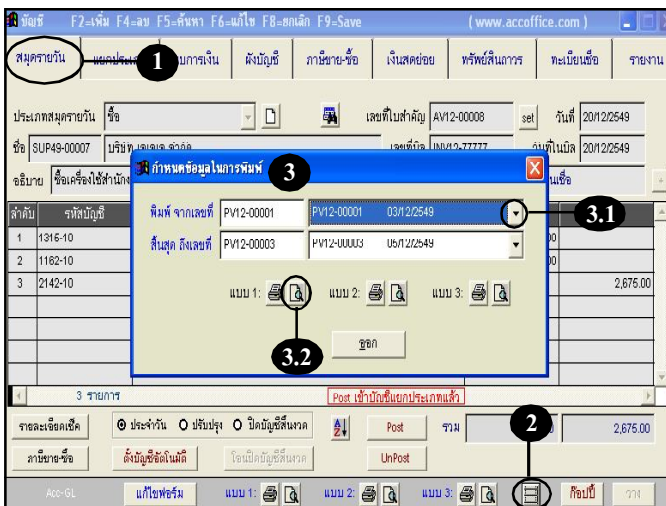 บัญชี F2=เพิ่ม F4=ลบ F5=ค้นหา F6=แก้ไข F8=ยกเลิก F9=Save ( www.accoffice.com )
สมุดรายวัน 1 ผังบัญชี ภาษีขาย-ซื้อ เงินสดย่อย ทรัพย์สินถาวร ทะเบียนชื่อ รายงาน
ประเภทสมุดรายวัน ซื้อ เลขที่ใบสำคัญ AV12-00008 set วันที่ 20/12/2549
ชื่อ SUP49-00007 วันที่ในบิล 20/12/2549
อธิบาย
กำหนดข้อมูลในการพิมพ์ 3
ลำดับ รหัสบัญชี
พิมพ์ จากเลขที่ PV12-00001 PV12-00001 03/12/2549 3.1
สิ้นสุด ถึงเลขที่ PV12-00003 PV12-00003 05/12/2549
1 1316-10
2 1162-10
3 2142-10 2,675.00
แบบ 1: แบบ 2: แบบ 3:
3.2
ออก
3 รายการ Post เข้าบัญชีแยกประเภทแล้ว
รายละเอียดเช็ค ประจำวัน ปรับปรุง ปิดบัญชีสิ้นงวด Post รวม 2 2,675.00
ภาษีขาย-ซื้อ ตั้งบัญชีอัตโนมัติ โอนปิดบัญชีสิ้นงวด UnPost
Acc-GL แก้ไขฟอร์ม แบบ 1: แบบ 2: แบบ 3: ก๊อปปี้ วาง